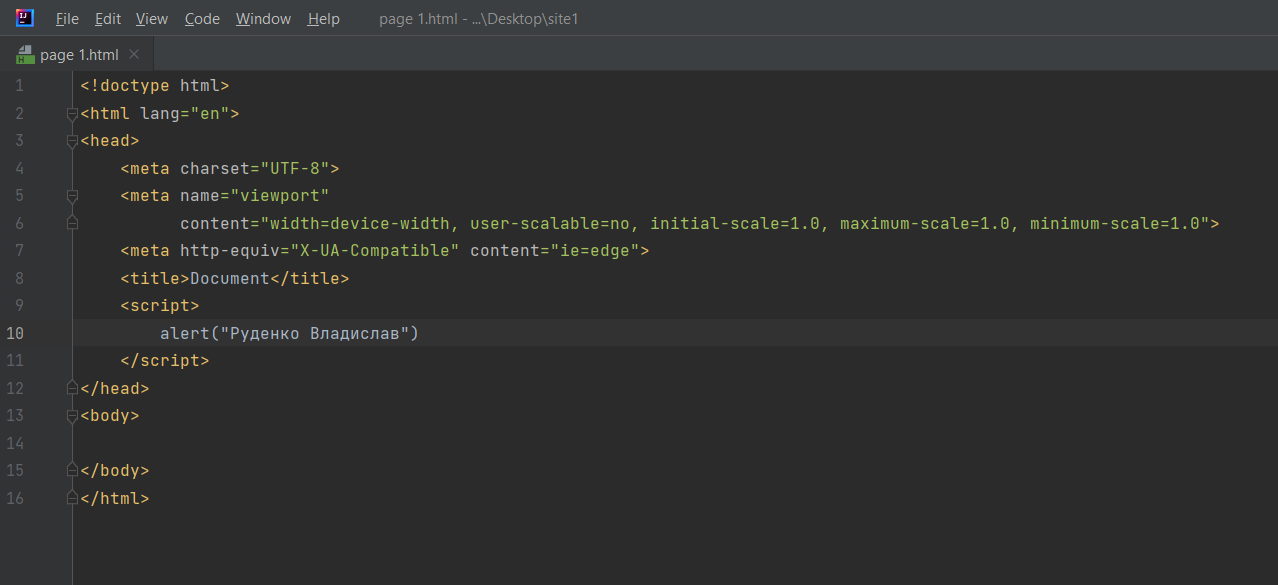 File Edit View Code Window Help page 1.html - ...\Desktop\site1
page 1.html
1 <!doctype html>
2 <html lang="en">
3 <head>
4 <meta charset="UTF-8">
5 <meta name="viewport"
6 content="width=device-width, user-scalable=no, initial-scale=1.0, maximum-scale=1.0, minimum-scale=1.0">
7 <meta http-equiv="X-UA-Compatible" content="ie=edge">
8 <title>Document</title>
9 <script>
10 alert("Руденко Владислав")
11 </script>
12 </head>
13 <body>
14
15 </body>
16 </html>